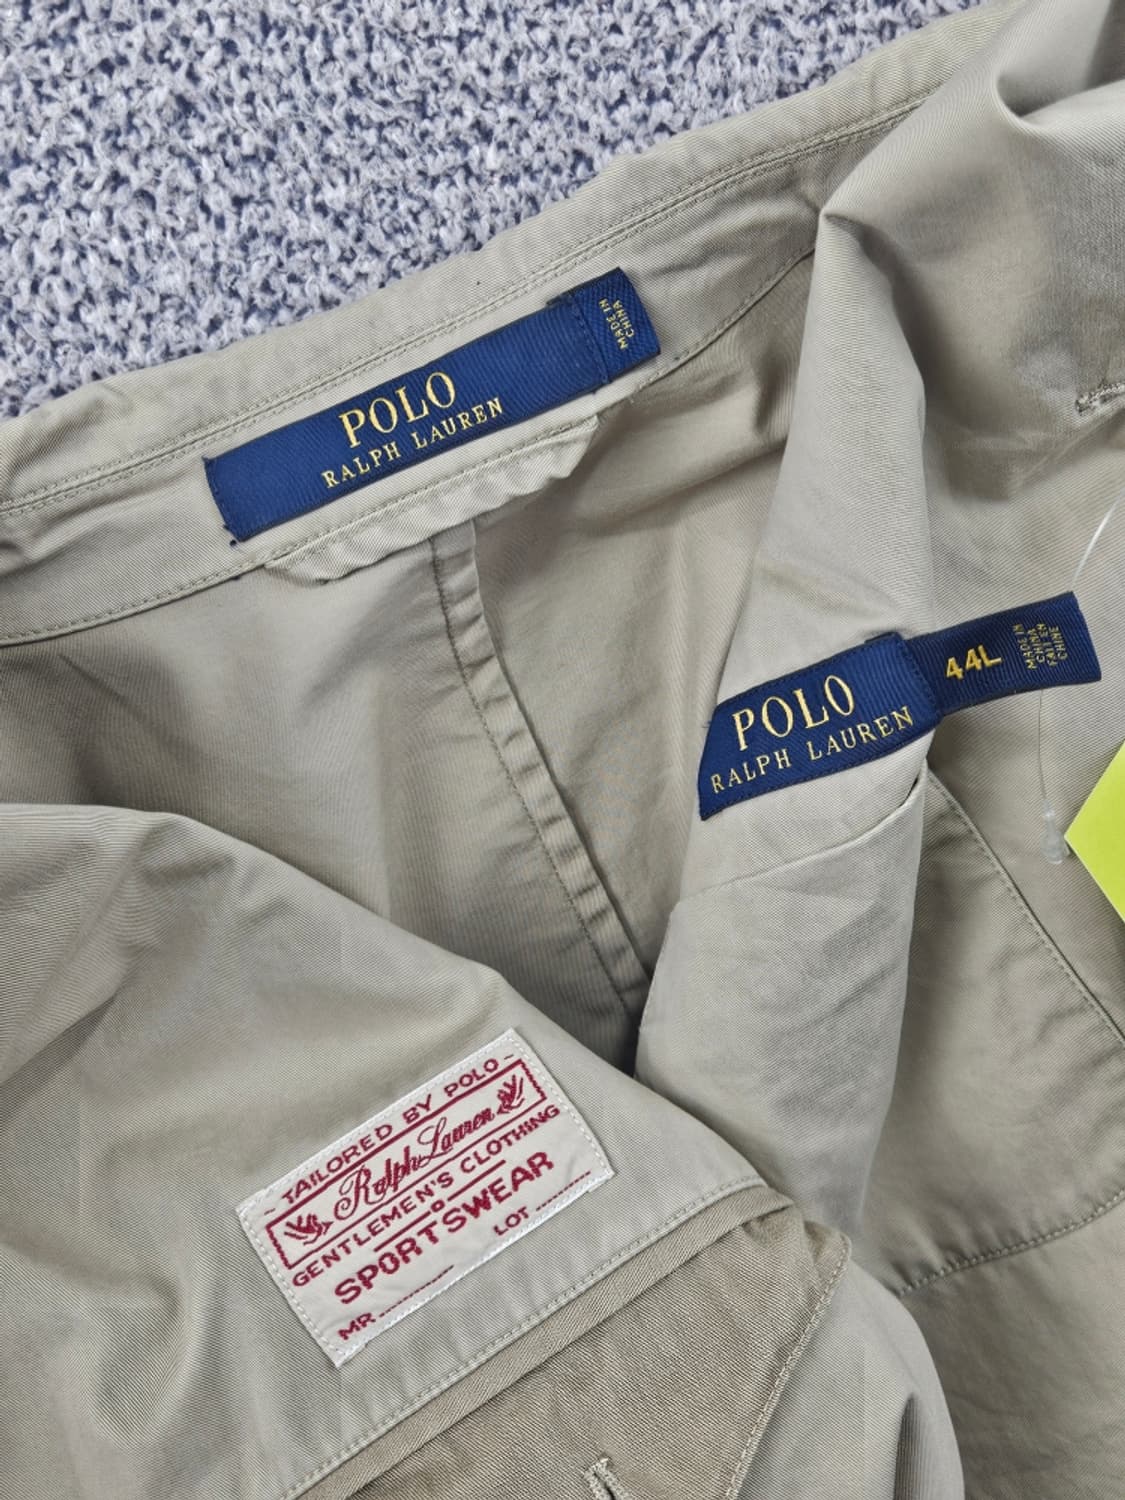 MADE IN
CHINA
POLO
RALPH LAUREN
POLO
RALPH LAUREN
44L
MADE IN
CHINA
FAIT EN
CHINE
TAILORED BY POLO
Ralph Lauren
GENTLEMEN'S CLOTHING
SPORTSWEAR
LOT
MR